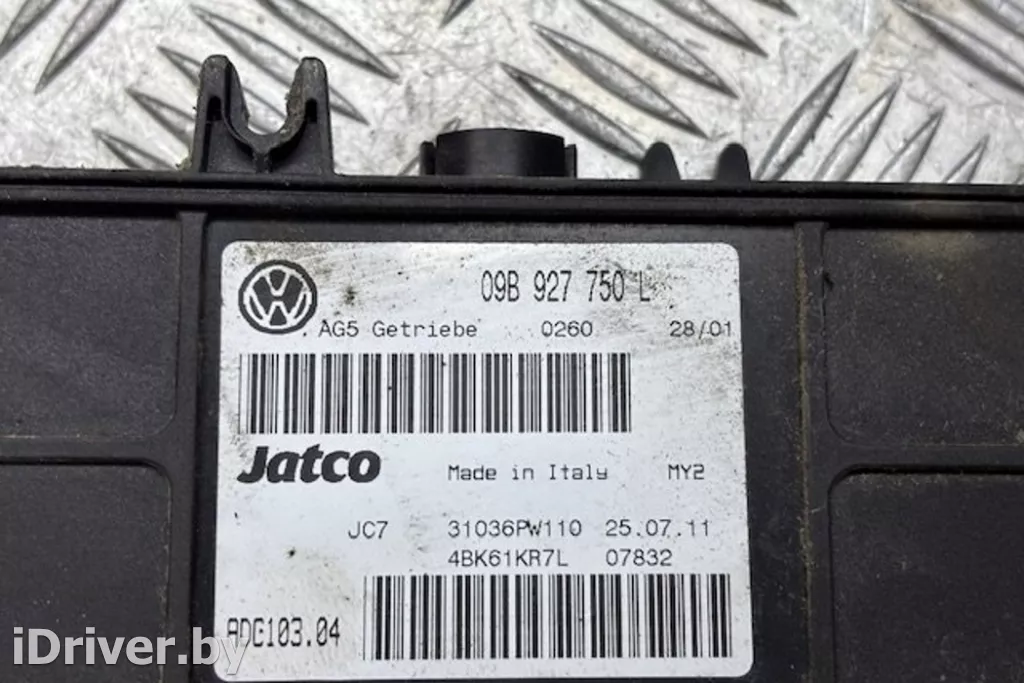 09B 927 750 L
AG5 Getriebe 0260 28/01
Jatco Made in Italy MY2
JC7 31036PW110 25.07.11
4BK61KR7L 07832
ADG103.04
iDriver.by